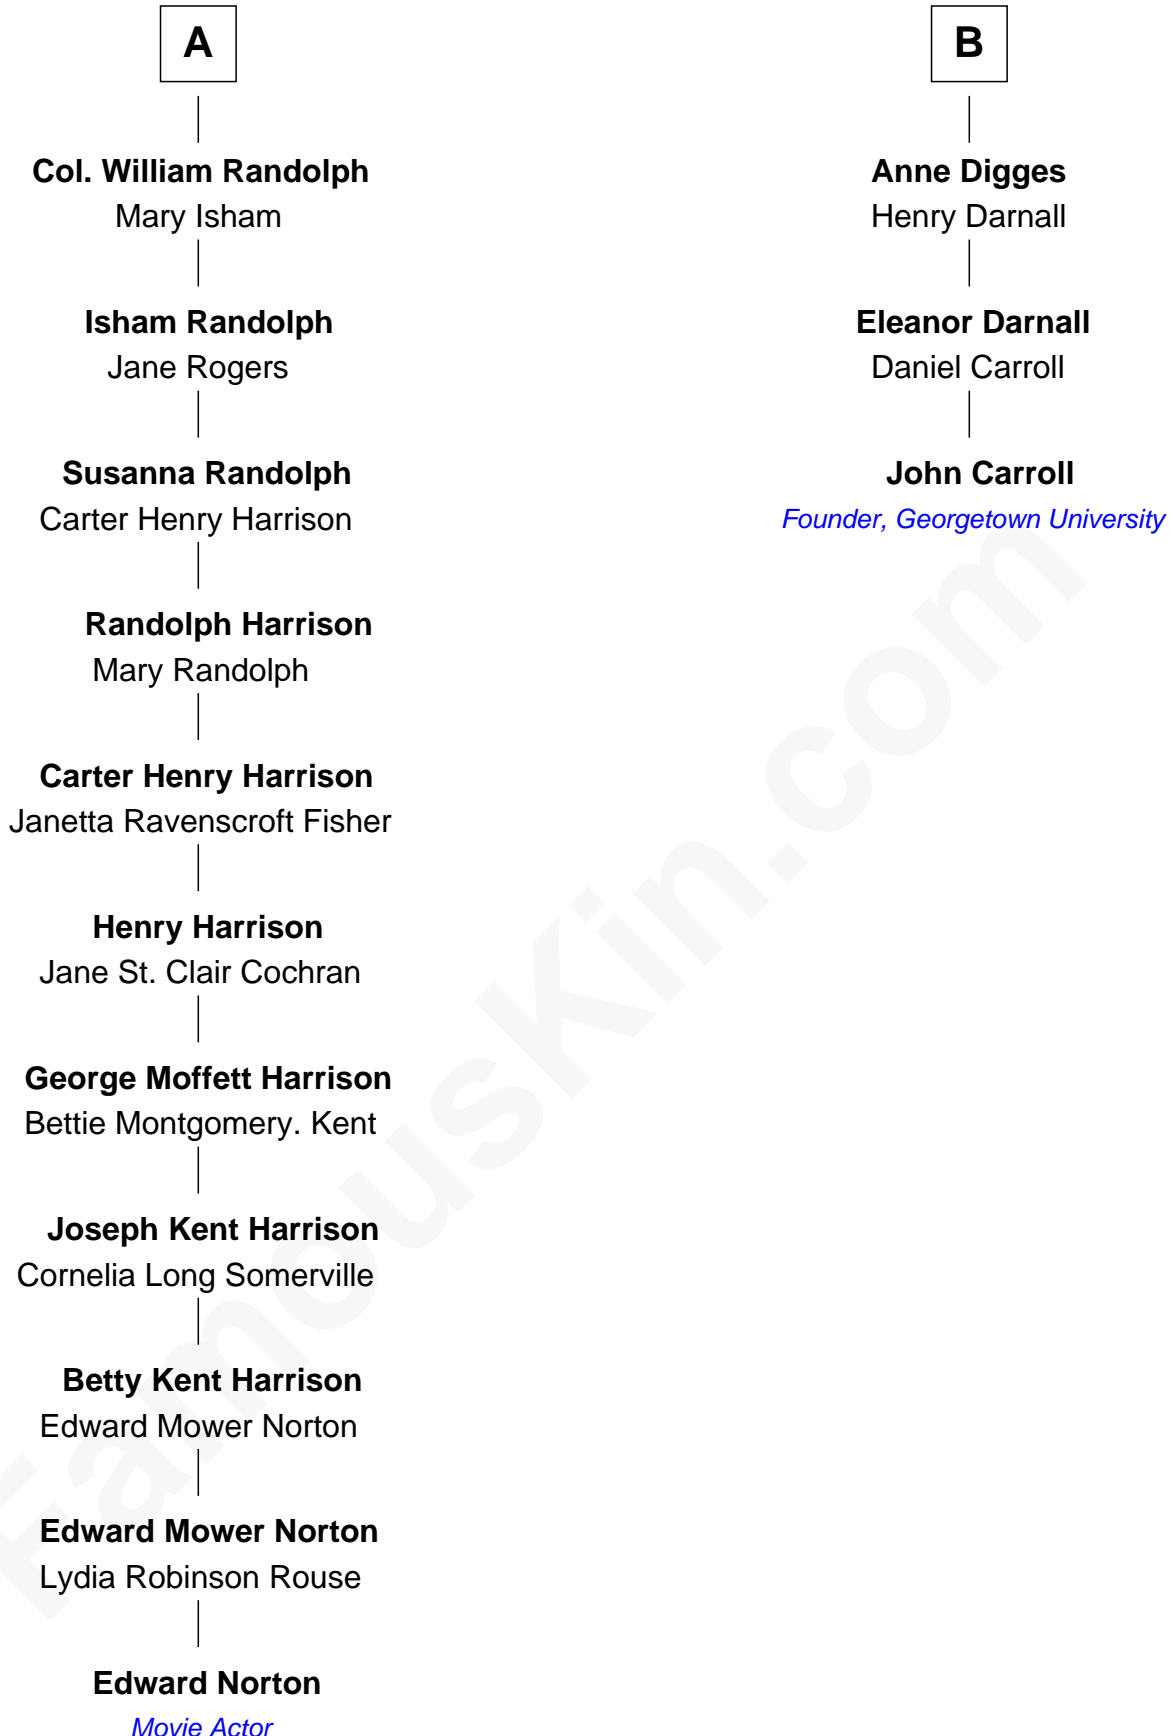 A
Col. William Randolph
Mary Isham
Isham Randolph
Jane Rogers
Susanna Randolph
Carter Henry Harrison
Randolph Harrison
Mary Randolph
Carter Henry Harrison
Janetta Ravenscroft Fisher
Henry Harrison
Jane St. Clair Cochran
George Moffett Harrison
Bettie Montgomery. Kent
Joseph Kent Harrison
Cornelia Long Somerville
Betty Kent Harrison
Edward Mower Norton
Edward Mower Norton
Lydia Robinson Rouse
Edward Norton
Movie Actor
B
Anne Digges
Henry Darnall
Eleanor Darnall
Daniel Carroll
John Carroll
Founder, Georgetown University
FamousKin.com